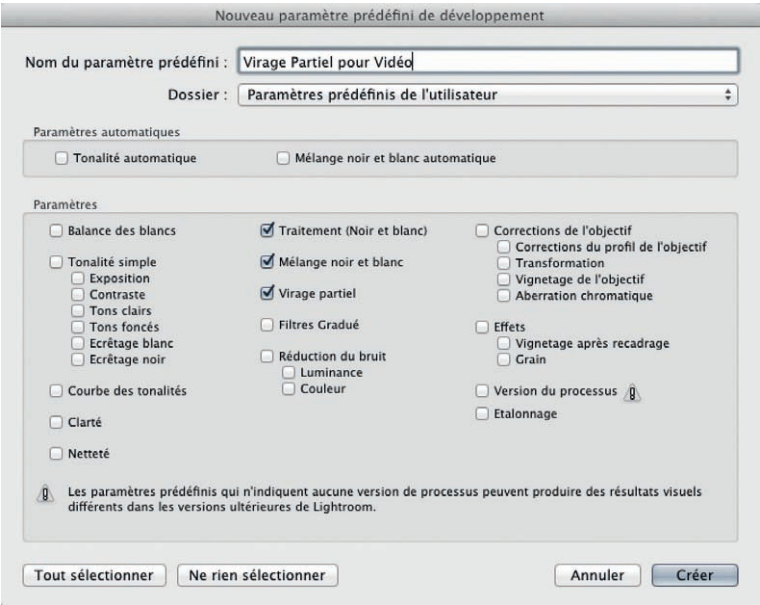 Nouveau paramètre prédéfini de développement
Nom du paramètre prédéfini : Virage Partiel pour Vidéo
Dossier : Paramètres prédéfinis de l'utilisateur
Paramètres automatiques
Tonalité automatique
Mélange noir et blanc automatique
Paramètres
Balance des blancs
Tonalité simple
Exposition
Contraste
Tons clairs
Tons foncés
Ecrêtage blanc
Ecrêtage noir
Courbe des tonalités
Clarté
Netteté
Traitement (Noir et blanc)
Mélange noir et blanc
Virage partiel
Filtres Gradué
Réduction du bruit
Luminance
Couleur
Corrections de l'objectif
Corrections du profil de l'objectif
Transformation
Vignetage de l'objectif
Aberration chromatique
Effets
Vignetage après recadrage
Grain
Version du processus
Etalonnage
Les paramètres prédéfinis qui n'indiquent aucune version de processus peuvent produire des résultats visuels
différents dans les versions ultérieures de Lightroom.
Tout sélectionner
Ne rien sélectionner
Annuler
Créer